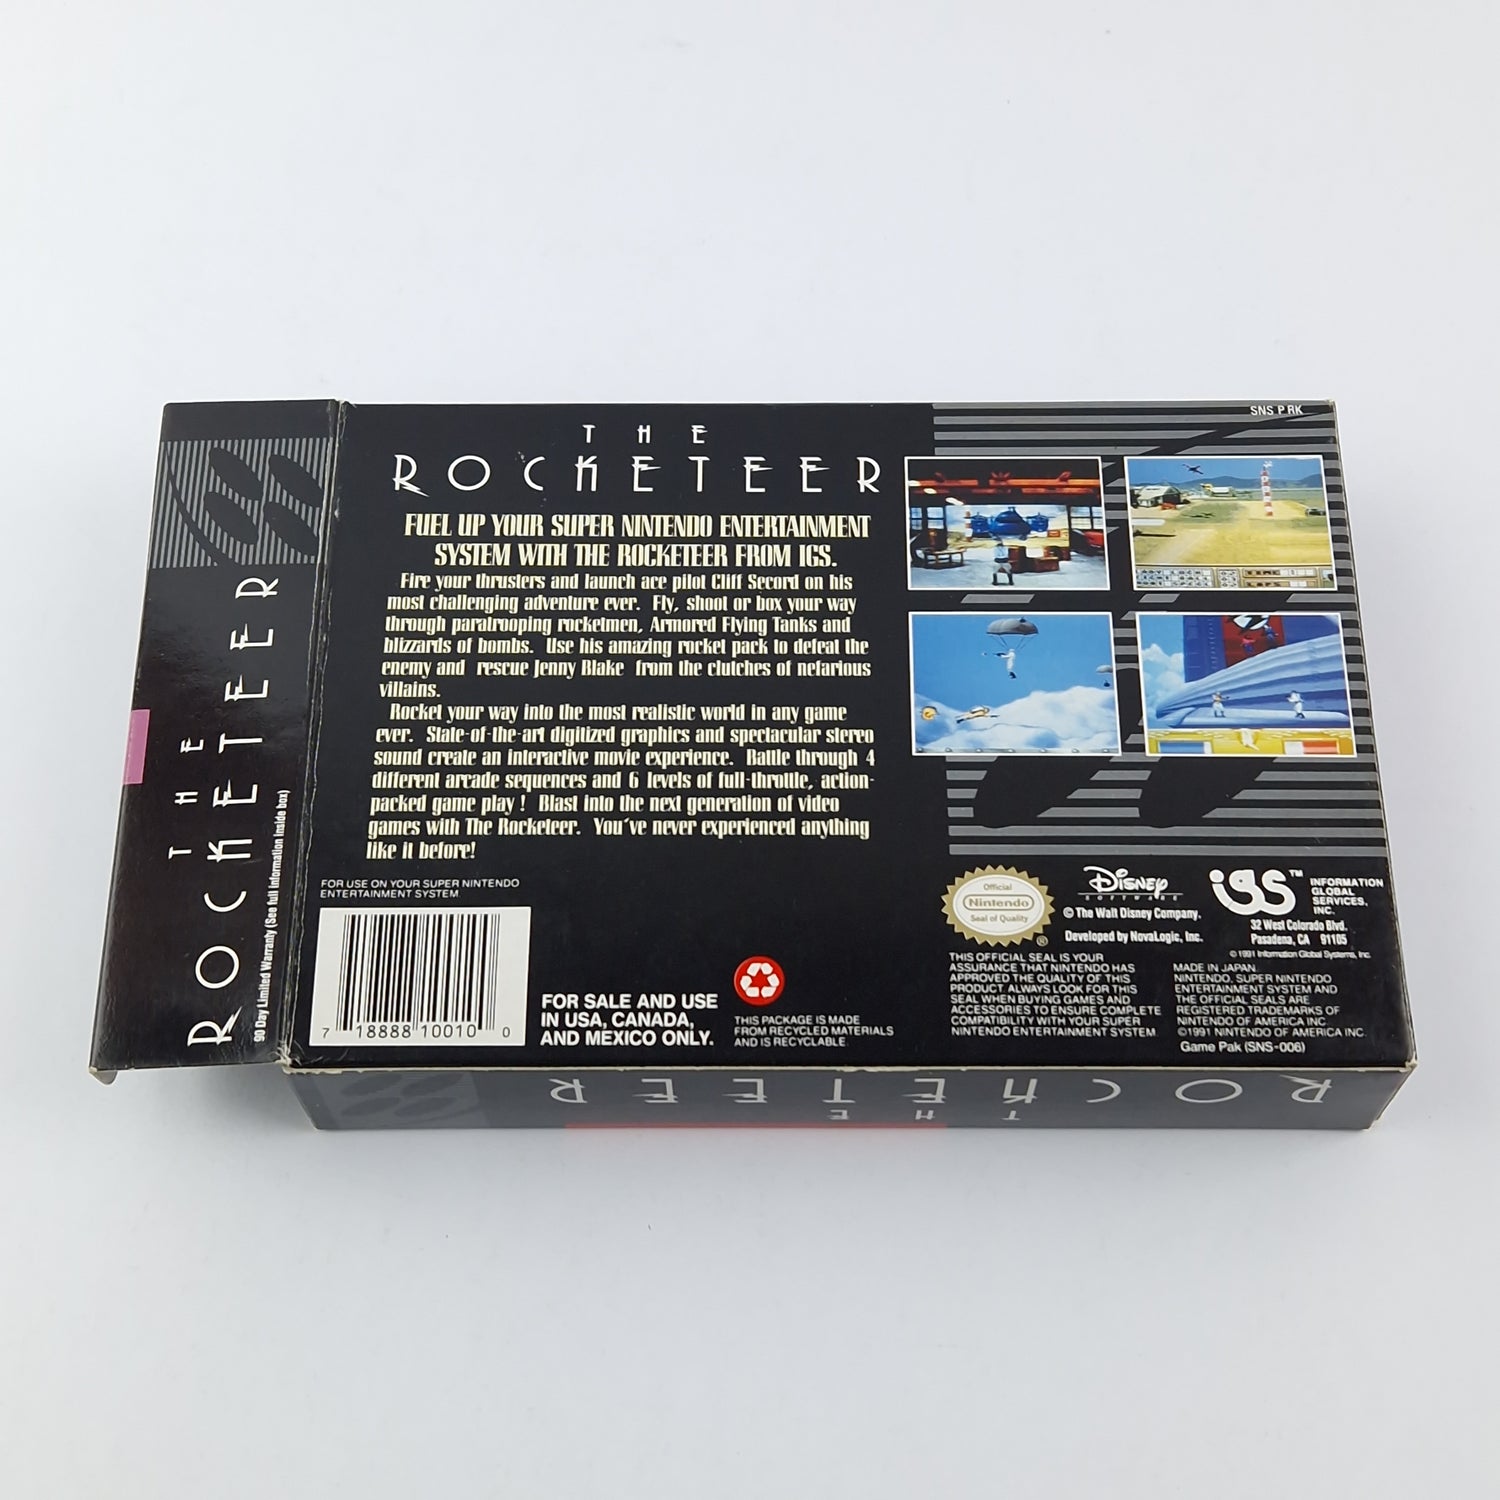 THE
ROCKETEER
90 Day Limited Warranty (See full information inside box)
SNS P RK
THE
ROCKETEER
FUEL UP YOUR SUPER NINTENDO ENTERTAINMENT
SYSTEM WITH THE ROCKETEER FROM IGS.
Fire your thrusters and launch ace pilot Cliff Secord on his
most challenging adventure ever. Fly, shoot or box your way
through paratrooping rocketmen, Armored Flying Tanks and
blizzards of bombs. Use his amazing rocket pack to defeat the
enemy and rescue Jenny Blake from the clutches of nefarious
villains.
Rocket your way into the most realistic world in any game
ever. State-of-the-art digitized graphics and spectacular stereo
sound create an interactive movie experience. Battle through 4
different arcade sequences and 6 levels of full-throttle, action-
packed game play ! Blast into the next generation of video
games with The Rocketeer. You've never experienced anything
like it before!
FOR USE ON YOUR SUPER NINTENDO
ENTERTAINMENT SYSTEM
7 18888 10010 0
FOR SALE AND USE
IN USA, CANADA,
AND MEXICO ONLY.
THIS PACKAGE IS MADE
FROM RECYCLED MATERIALS
AND IS RECYCLABLE.
Official
Nintendo
Seal of Quality
®
THIS OFFICIAL SEAL IS YOUR
ASSURANCE THAT NINTENDO HAS
APPROVED THE QUALITY OF THIS
PRODUCT. ALWAYS LOOK FOR THIS
SEAL WHEN BUYING GAMES AND
ACCESSORIES TO ENSURE COMPLETE
COMPATIBILITY WITH YOUR SUPER
NINTENDO ENTERTAINMENT SYSTEM
DISNEY
SOFTWARE
© The Walt Disney Company.
Developed by NovaLogic, Inc.
igs™
INFORMATION
GLOBAL
SERVICES,
INC.
32 West Colorado Blvd.
Pasadena, CA 91105
© 1991 Information Global Systems, Inc.
MADE IN JAPAN
NINTENDO, SUPER NINTENDO
ENTERTAINMENT SYSTEM AND
THE OFFICIAL SEALS ARE
REGISTERED TRADEMARKS OF
NINTENDO OF AMERICA INC.
©1991 NINTENDO OF AMERICA INC.
Game Pak (SNS-006)
THE
ROCKETEER